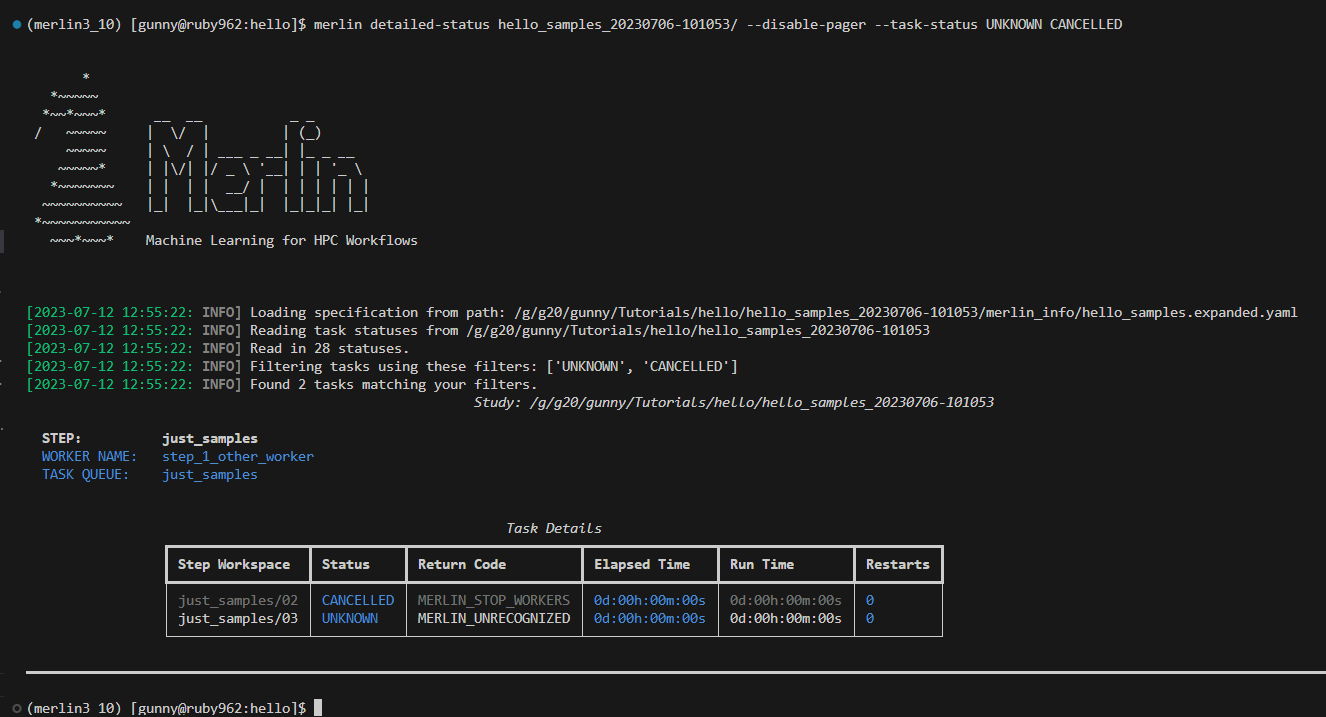 (merlin3_10) [gunny@ruby962:hello]$ merlin detailed-status hello_samples_20230706-101053/ --disable-pager --task-status UNKNOWN CANCELLED
Merlin
Machine Learning for HPC Workflows
[2023-07-12 12:55:22: INFO] Loading specification from path: /g/g20/gunny/Tutorials/hello/hello_samples_20230706-101053/merlin_info/hello_samples.expanded.yaml
[2023-07-12 12:55:22: INFO] Reading task statuses from /g/g20/gunny/Tutorials/hello/hello_samples_20230706-101053
[2023-07-12 12:55:22: INFO] Read in 28 statuses.
[2023-07-12 12:55:22: INFO] Filtering tasks using these filters: ['UNKNOWN', 'CANCELLED']
[2023-07-12 12:55:22: INFO] Found 2 tasks matching your filters.
Study: /g/g20/gunny/Tutorials/hello/hello_samples_20230706-101053
STEP: just_samples
WORKER NAME: step_1_other_worker
TASK QUEUE: just_samples
Task Details
Step Workspace Status Return Code Elapsed Time Run Time Restarts
just_samples/02 CANCELLED MERLIN_STOP_WORKERS 0d:00h:00m:00s 0d:00h:00m:00s 0
just_samples/03 UNKNOWN MERLIN_UNRECOGNIZED 0d:00h:00m:00s 0d:00h:00m:00s 0
(merlin3_10) [gunny@ruby962:hello]$